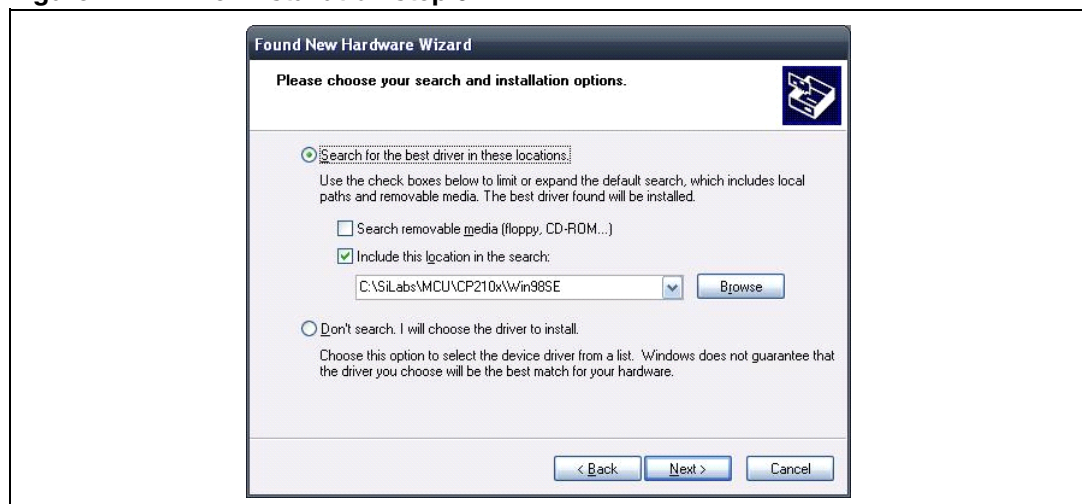 Found New Hardware Wizard
Please choose your search and installation options.
Search for the best driver in these locations.
Use the check boxes below to limit or expand the default search, which includes local
paths and removable media. The best driver found will be installed.
Search removable media (floppy, CD-ROM...)
Include this location in the search:
C:\SiLabs\MCU\CP210x\Win98SE
Browse
Don't search. I will choose the driver to install.
Choose this option to select the device driver from a list. Windows does not guarantee that
the driver you choose will be the best match for your hardware.
< Back Next > Cancel